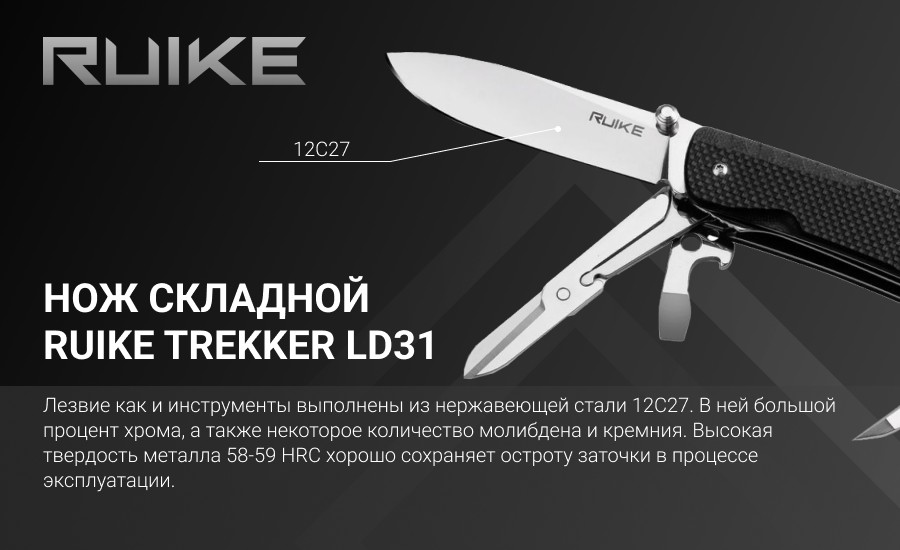 RUIKE
RUIKE
12C27
НОЖ СКЛАДНОЙ
RUIKE TREKKER LD31
Лезвие как и инструменты выполнены из нержавеющей стали 12C27. В ней большой
процент хрома, а также некоторое количество молибдена и кремния. Высокая
твердость металла 58-59 HRC хорошо сохраняет остроту заточки в процессе
эксплуатации.